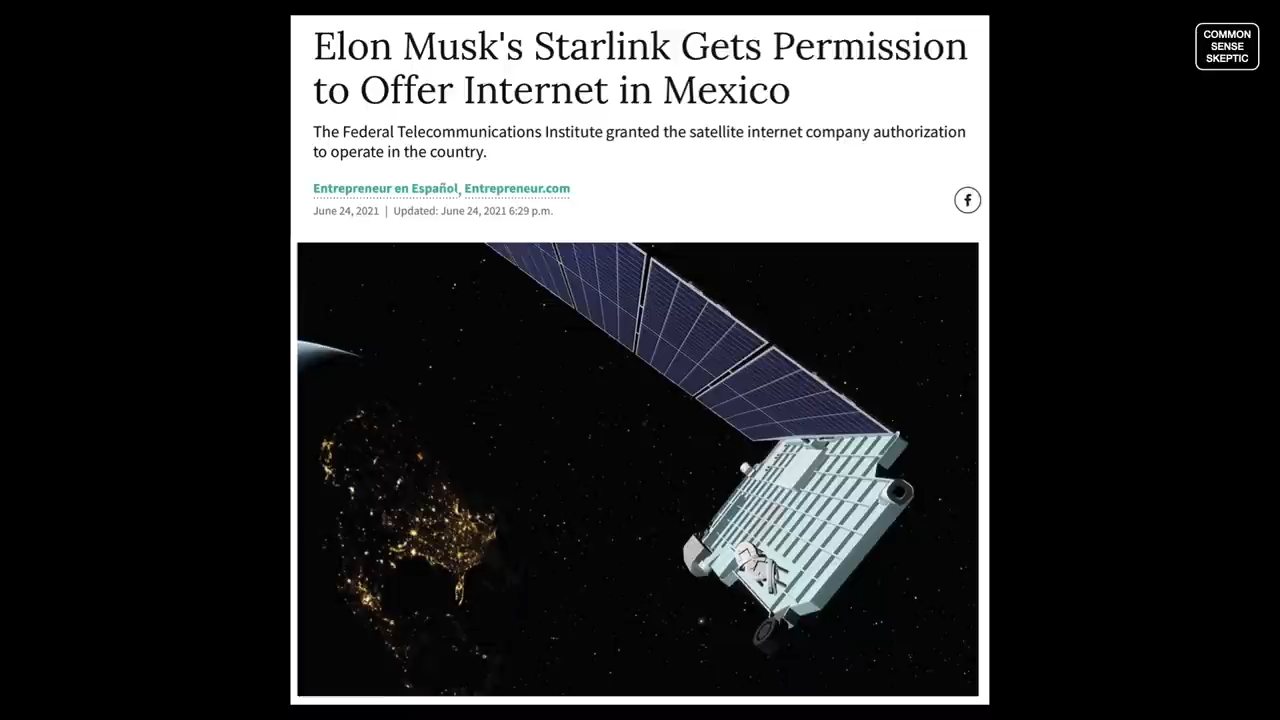 Elon Musk's Starlink Gets Permission
to Offer Internet in Mexico
The Federal Telecommunications Institute granted the satellite internet company authorization
to operate in the country.
Entrepreneur en Español, Entrepreneur.com
June 24, 2021 | Updated: June 24, 2021 6:29 p.m.
COMMON
SENSE
SKEPTIC